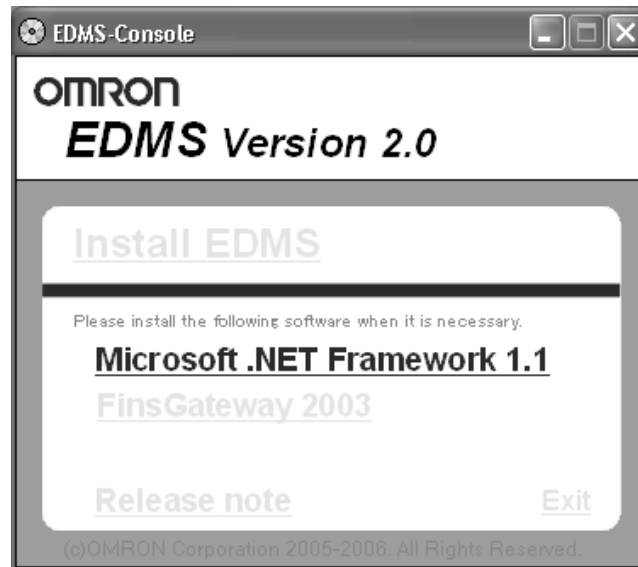 EDMS-Console
OMRON
EDMS Version 2.0
Install EDMS
Please install the following software when it is necessary.
Microsoft .NET Framework 1.1
FinsGateway 2003
Release note Exit
(c)OMRON Corporation 2005-2006. All Rights Reserved.